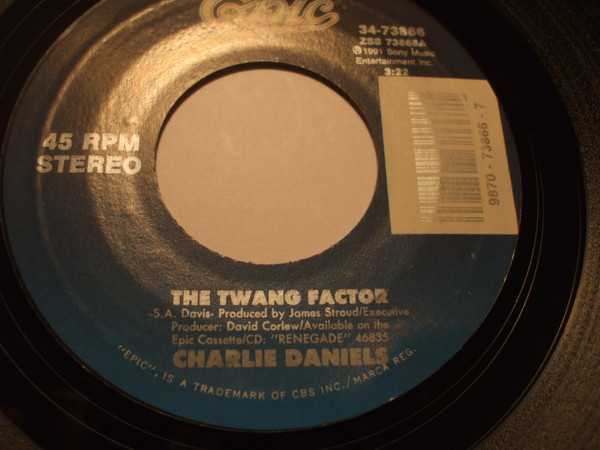 Epic
34-73866
ZSS 73866A
℗1991 Sony Music
Entertainment Inc.
3:22
45 RPM
STEREO
9870 - 73866 - 7
THE TWANG FACTOR
-S.A. Davis- Produced by James Stroud/Executive
Producer: David Corlew/Available on the
Epic Cassette/CD: "RENEGADE" 46835
CHARLIE DANIELS
"EPIC", IS A TRADEMARK OF CBS INC./MARCA REG.